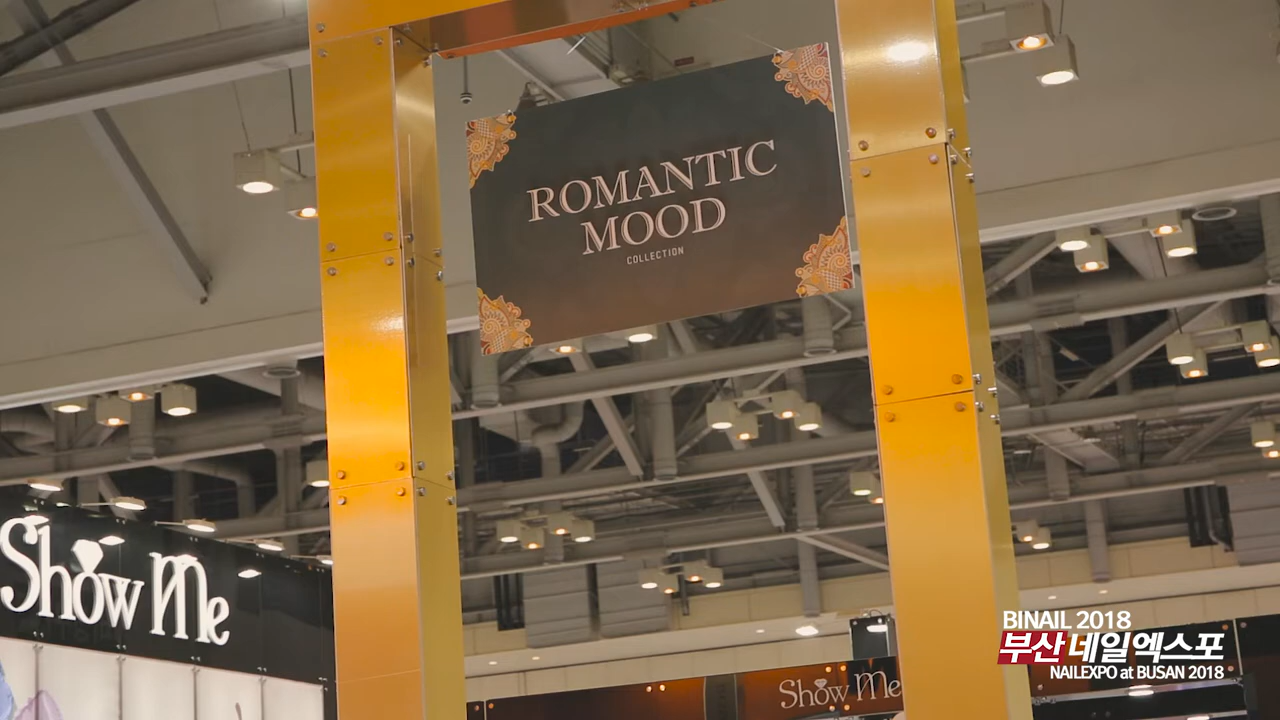 ROMANTIC
MOOD
COLLECTION
Show Me
Show Me
BINAIL 2018
부산네일엑스포
NAILEXPO at BUSAN 2018